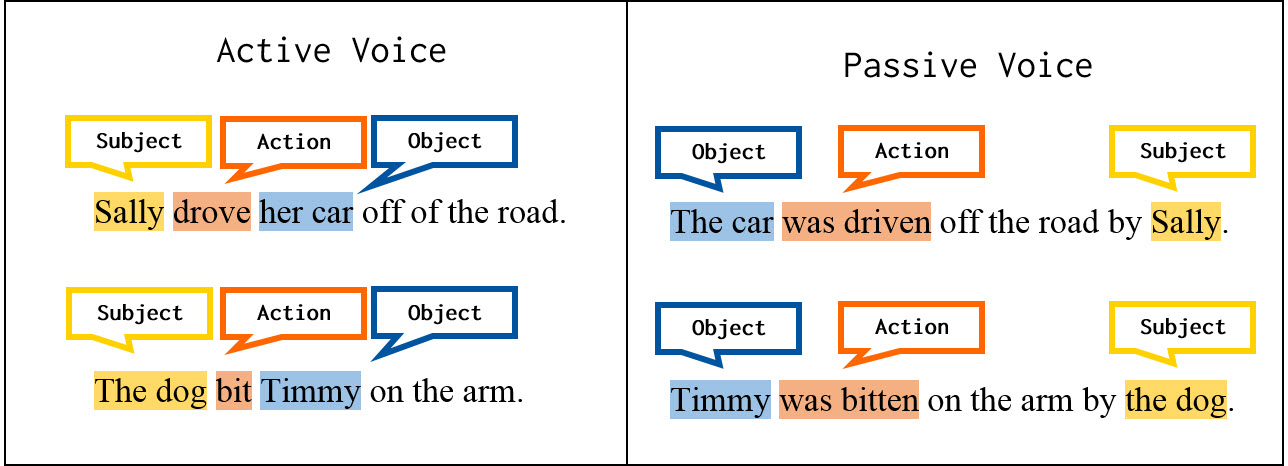 Active Voice
Subject Action Object
Sally drove her car off of the road.
Subject Action Object
The dog bit Timmy on the arm.
Passive Voice
Object Action Subject
The car was driven off the road by Sally.
Object Action Subject
Timmy was bitten on the arm by the dog.